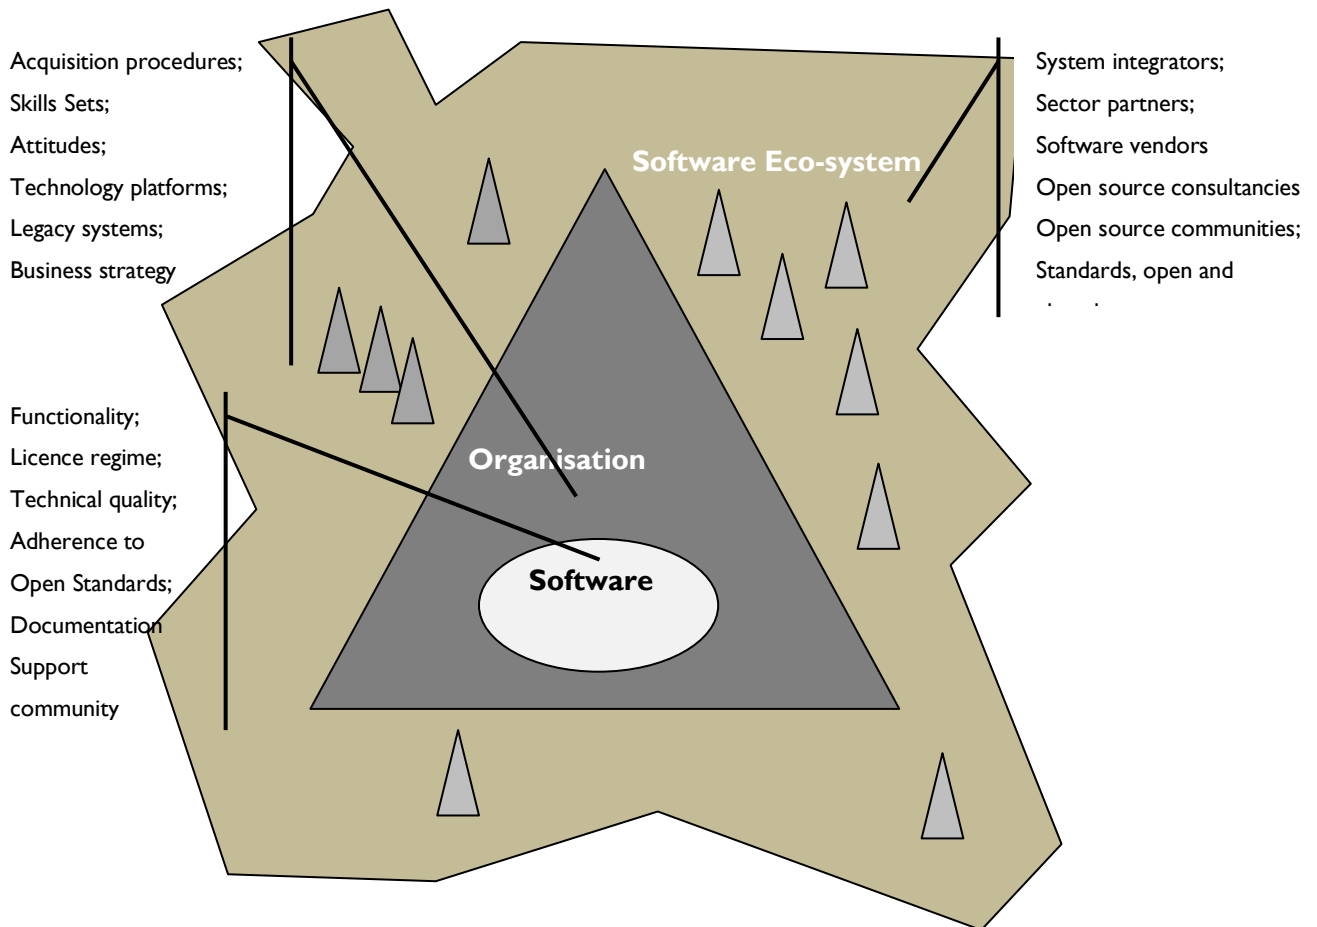 Acquisition procedures;
Skills Sets;
Attitudes;
Technology platforms;
Legacy systems;
Business strategy
System integrators;
Sector partners;
Software vendors
Open source consultancies
Open source communities;
Standards, open and
Software Eco-system
Functionality;
Licence regime;
Technical quality;
Adherence to
Open Standards;
Documentation
Support
community
Organisation
Software